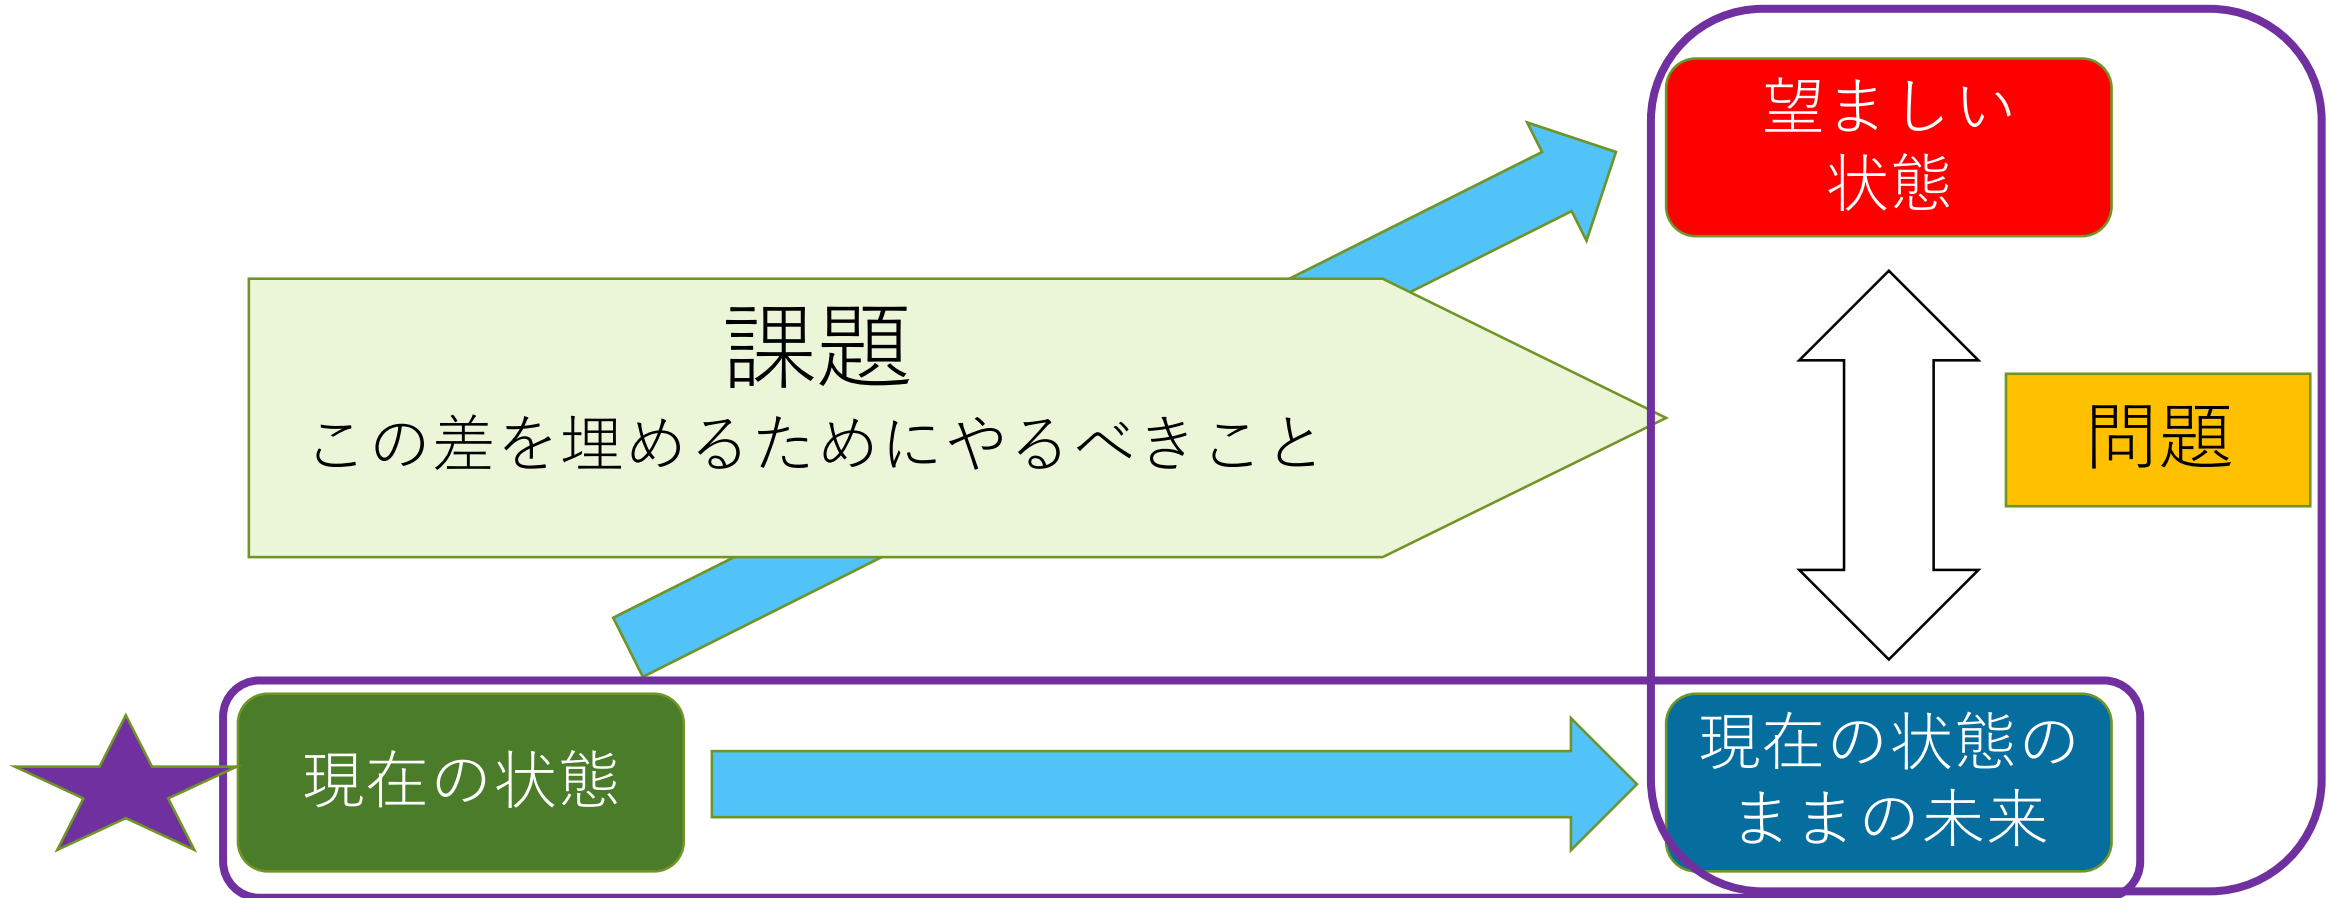 望ましい
状態
課題
この差を埋めるためにやるべきこと
問題
現在の状態
現在の状態の
ままの未来